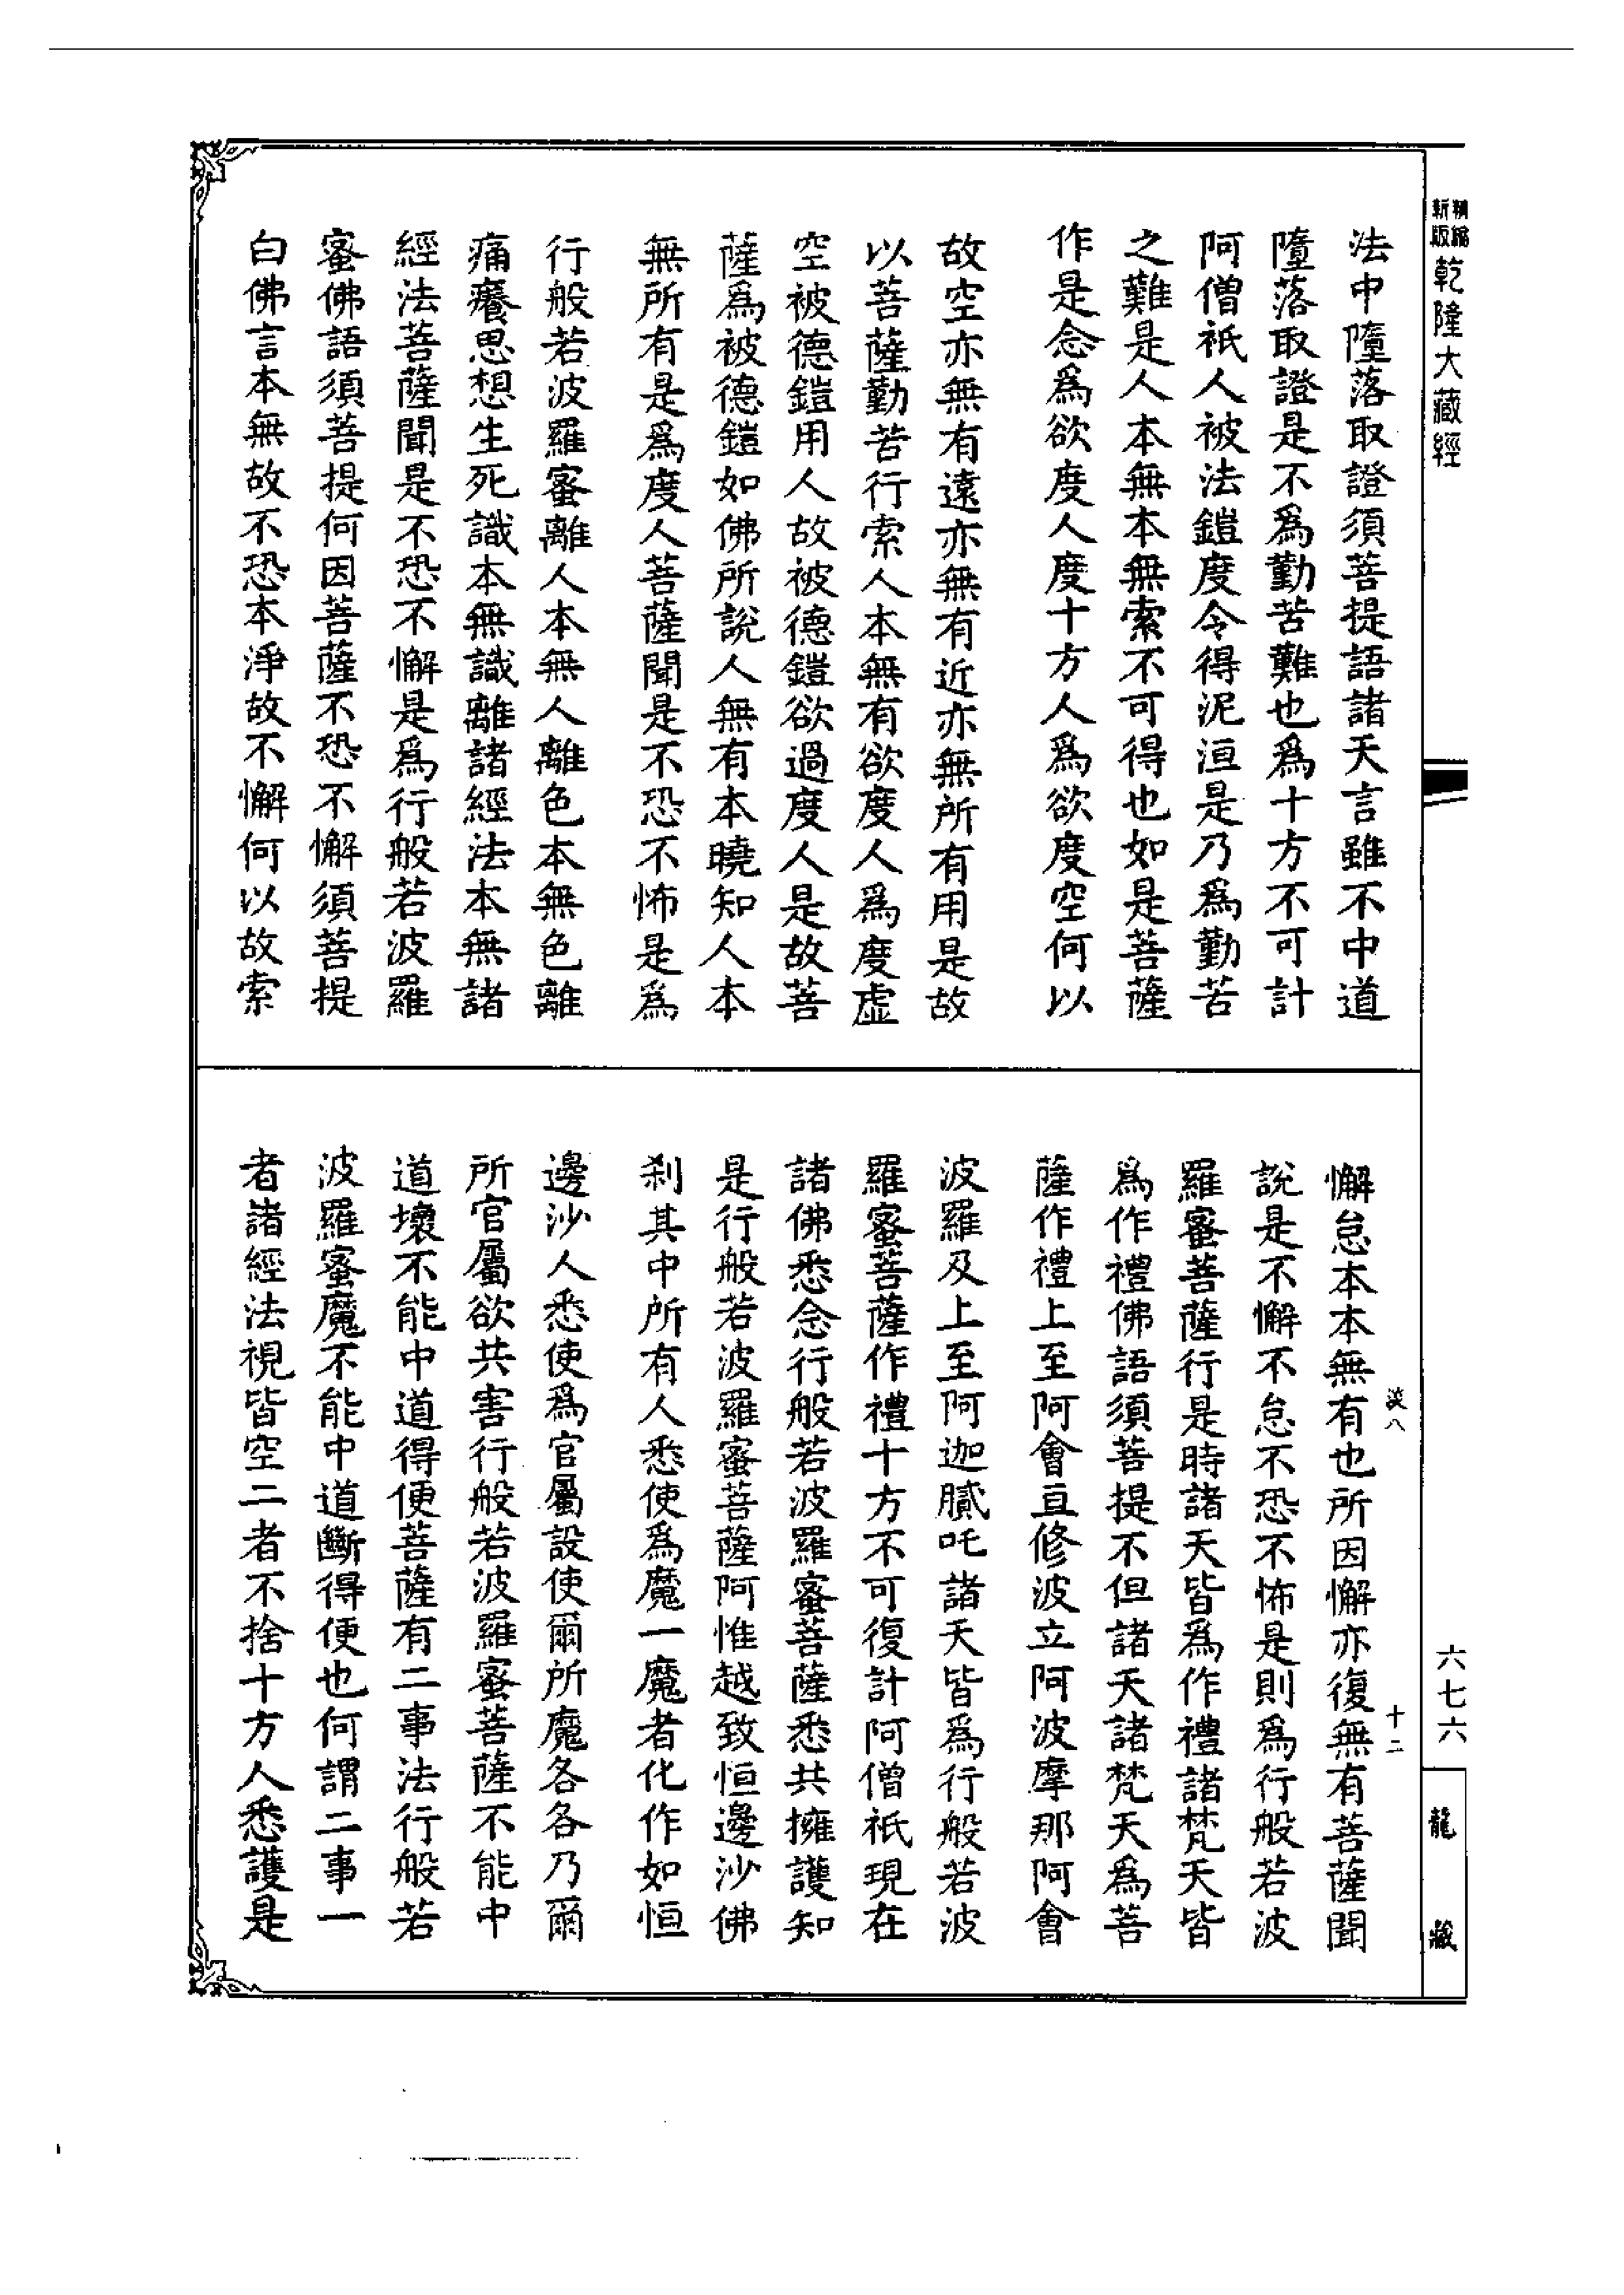 精縮新版乾隆大藏經
法中墮落取證須菩提語諸天言雖不中道
墮落取證是不爲勤苦難也爲十方不可計
阿僧祇人被法鎧度令得泥洹是乃爲勤苦
之難是人本無本無索不可得也如是菩薩
作是念爲欲度人度十方人爲欲度空何以
故空亦無有遠亦無有近亦無所有用是故
以菩薩勤苦行索人本無有欲度人爲度虛
空被德鎧用人故被德鎧欲過度人是故菩
薩爲被德鎧如佛所說人無有本曉知人本
無所有是爲度人菩薩聞是不恐不怖是爲
行般若波羅蜜離人本無人離色本無色離
痛癢思想生死識本無識離諸經法本無諸
經法菩薩聞是不恐不懈是爲行般若波羅
蜜佛語須菩提何因菩薩不恐不懈須菩提
白佛言本無故不恐本淨故不懈何以故索
懈怠本本無有也所因懈亦復無有菩薩聞
說是不懈不怠不恐不怖是則爲行般若波
羅蜜菩薩行是時諸天皆爲作禮諸梵天皆
爲作禮佛語須菩提不但諸天諸梵天爲菩
薩作禮上至阿會亘修波立阿波摩那阿會
波羅及上至阿迦膩吒諸天皆爲行般若波
羅蜜菩薩作禮十方不可復計阿僧祇現在
諸佛悉念行般若波羅蜜菩薩悉共擁護知
是行般若波羅蜜菩薩阿惟越致恒邊沙佛
刹其中所有人悉使爲魔一魔者化作如恒
邊沙人悉使爲官屬設使爾所魔各各乃爾
所官屬欲共害行般若波羅蜜菩薩不能中
道壞不能中道得便菩薩有二事法行般若
波羅蜜魔不能中道斷得便也何謂二事一
者諸經法視皆空二者不捨十方人悉護是
八
十二
六七六
龍藏